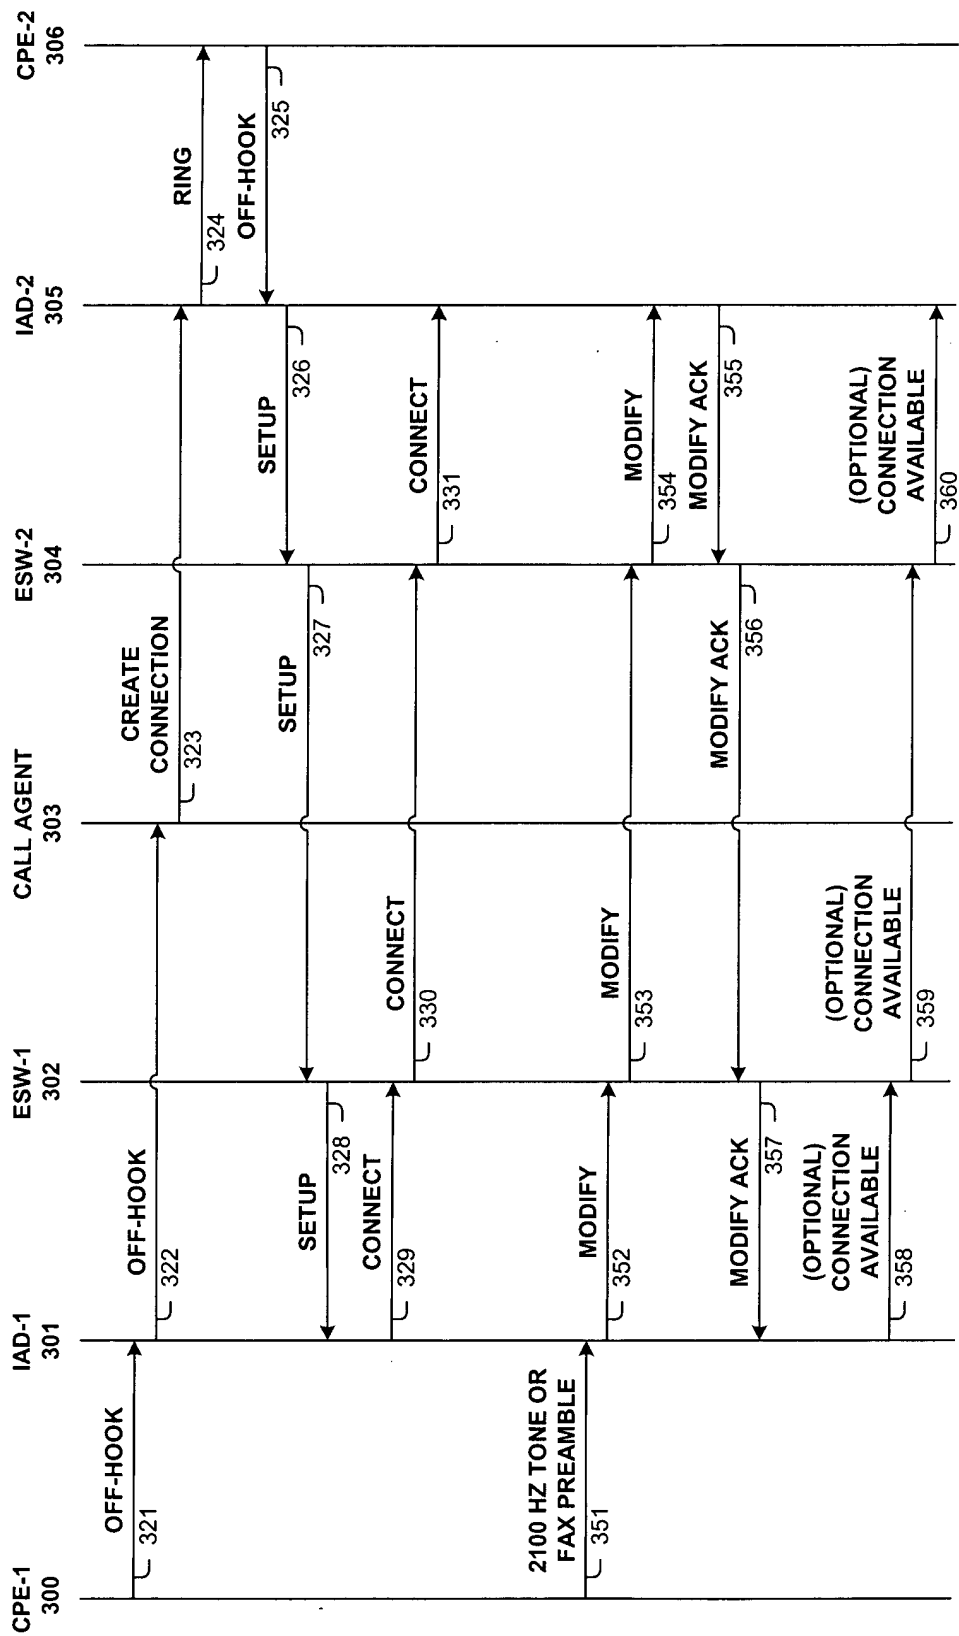 CPE-1
300
IAD-1
301
ESW-1
302
CALL AGENT
303
ESW-2
304
IAD-2
305
CPE-2
306
OFF-HOOK
321
OFF-HOOK
322
CREATE
CONNECTION
323
RING
324
OFF-HOOK
325
SETUP
326
SETUP
327
SETUP
328
CONNECT
329
CONNECT
330
CONNECT
331
2100 HZ TONE OR
FAX PREAMBLE
351
MODIFY
352
MODIFY
353
MODIFY
354
MODIFY ACK
355
MODIFY ACK
356
MODIFY ACK
357
(OPTIONAL)
CONNECTION
AVAILABLE
358
(OPTIONAL)
CONNECTION
AVAILABLE
359
(OPTIONAL)
CONNECTION
AVAILABLE
360